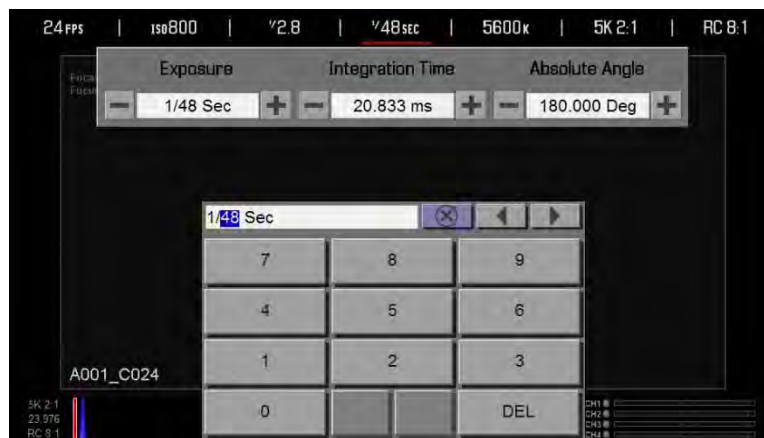 24 FPS | ISO800 | 1/2.8 | 1/48 SEC | 5600K | 5K 2:1 | RC 8:1
Exposure Integration Time Absolute Angle
Focus
1/48 Sec 20.833 ms 180.000 Deg
1/48 Sec
7 8 9
4 5 6
1 2 3
A001_C024
0 DEL
5K 2:1
23.976
RC 8:1
CH1
CH2
CH3
CH4